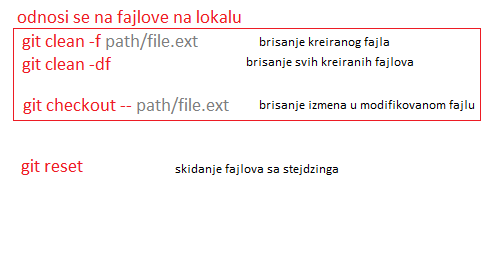 odnosi se na fajlove na lokalu
git clean -f path/file.ext brisanje kreiranog fajla
git clean -df brisanje svih kreiranih fajlova
git checkout -- path/file.ext brisanje izmena u modifikovanom fajlu
git reset skidanje fajlova sa stejdzinga